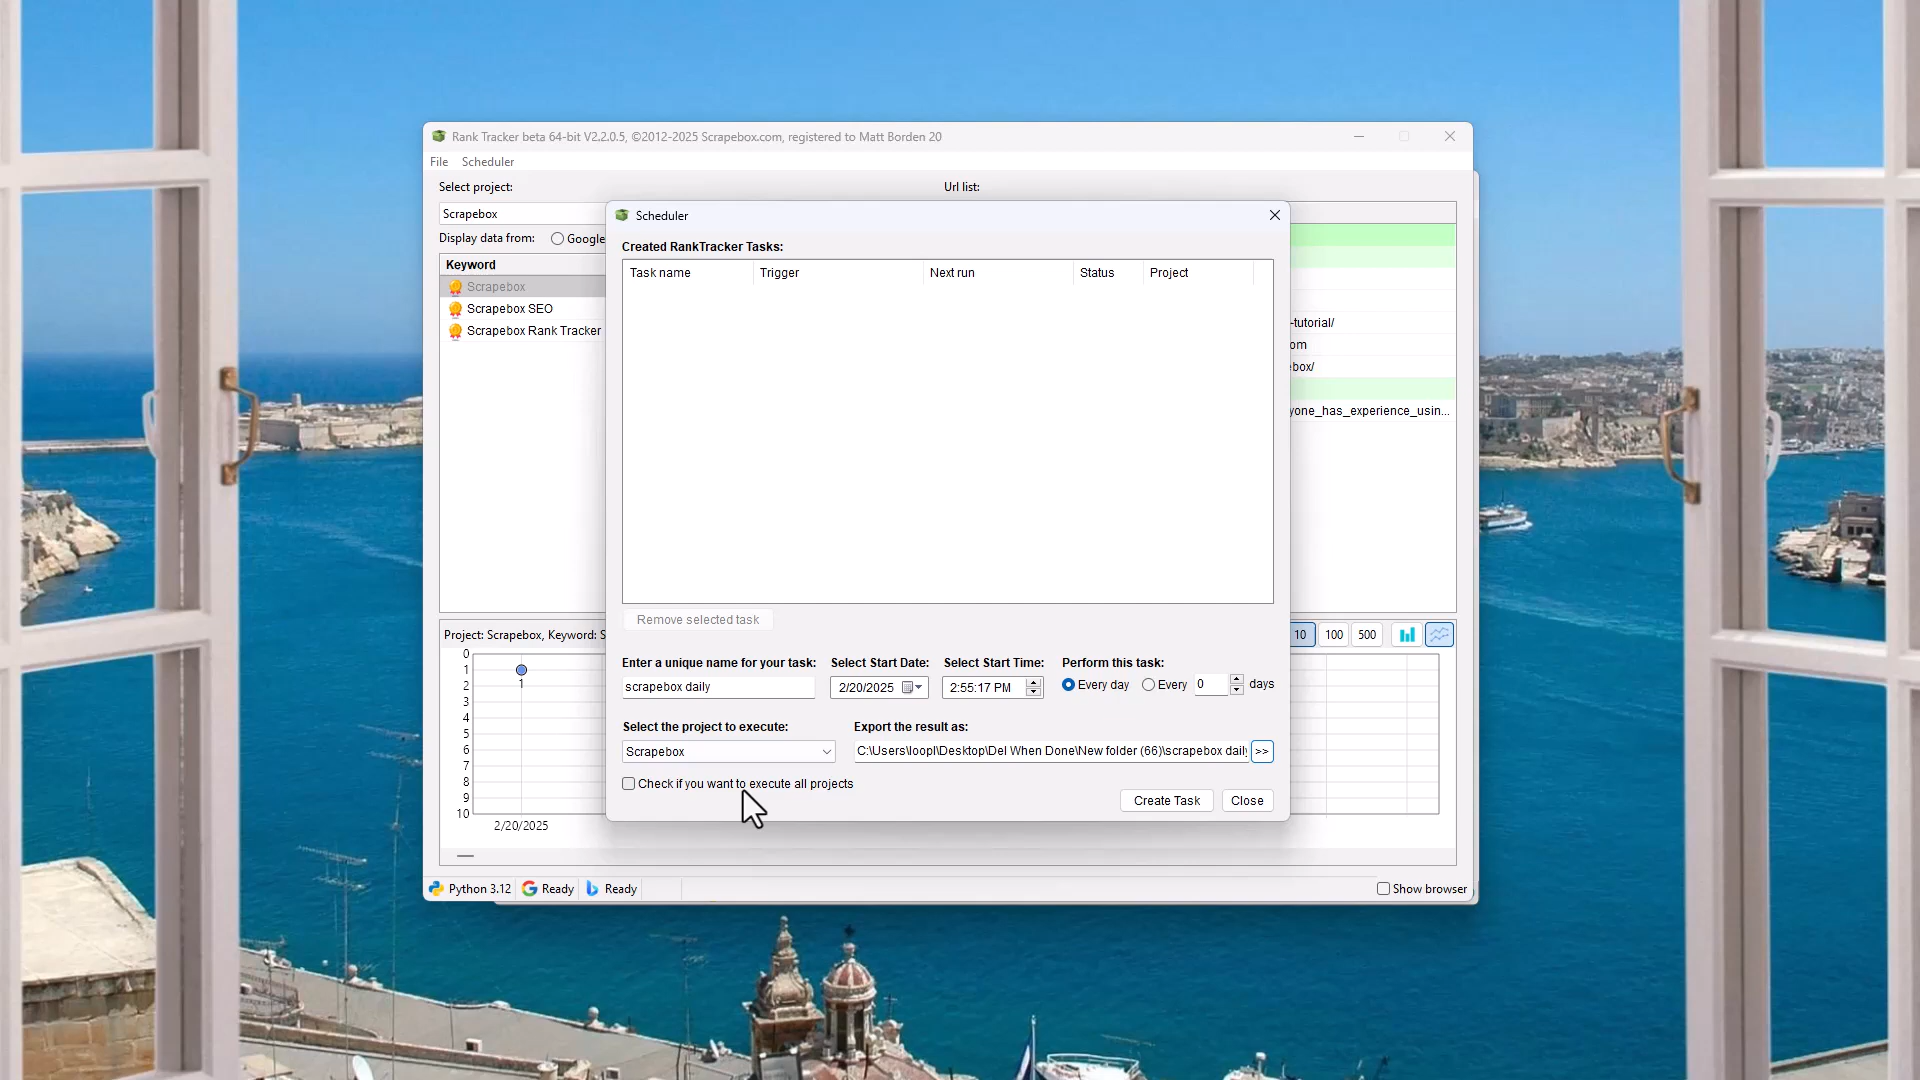 Rank Tracker beta 64-bit V2.2.0.5, ©2012-2025 Scrapebox.com, registered to Matt Borden 20
File Scheduler
Select project: Url list:
Scrapebox
Display data from: Google
Keyword
Scrapebox
Scrapebox SEO
Scrapebox Rank Tracker
-tutorial/
om
box/
yone_has_experience_usin...
Scheduler
Created RankTracker Tasks:
Task name Trigger Next run Status Project
Remove selected task
Enter a unique name for your task: Select Start Date: Select Start Time: Perform this task:
scrapebox daily 2/20/2025 2:55:17 PM Every day Every 0 days
Select the project to execute: Export the result as:
Scrapebox C:\Users\loopl\Desktop\Del When Done\New folder (66)\scrapebox daily >>
Check if you want to execute all projects
Create Task Close
Project: Scrapebox, Keyword: S 10 100 500
0
1
2
3
4
5
6
7
8
9
10
1
2/20/2025
Python 3.12 Ready Ready Show browser